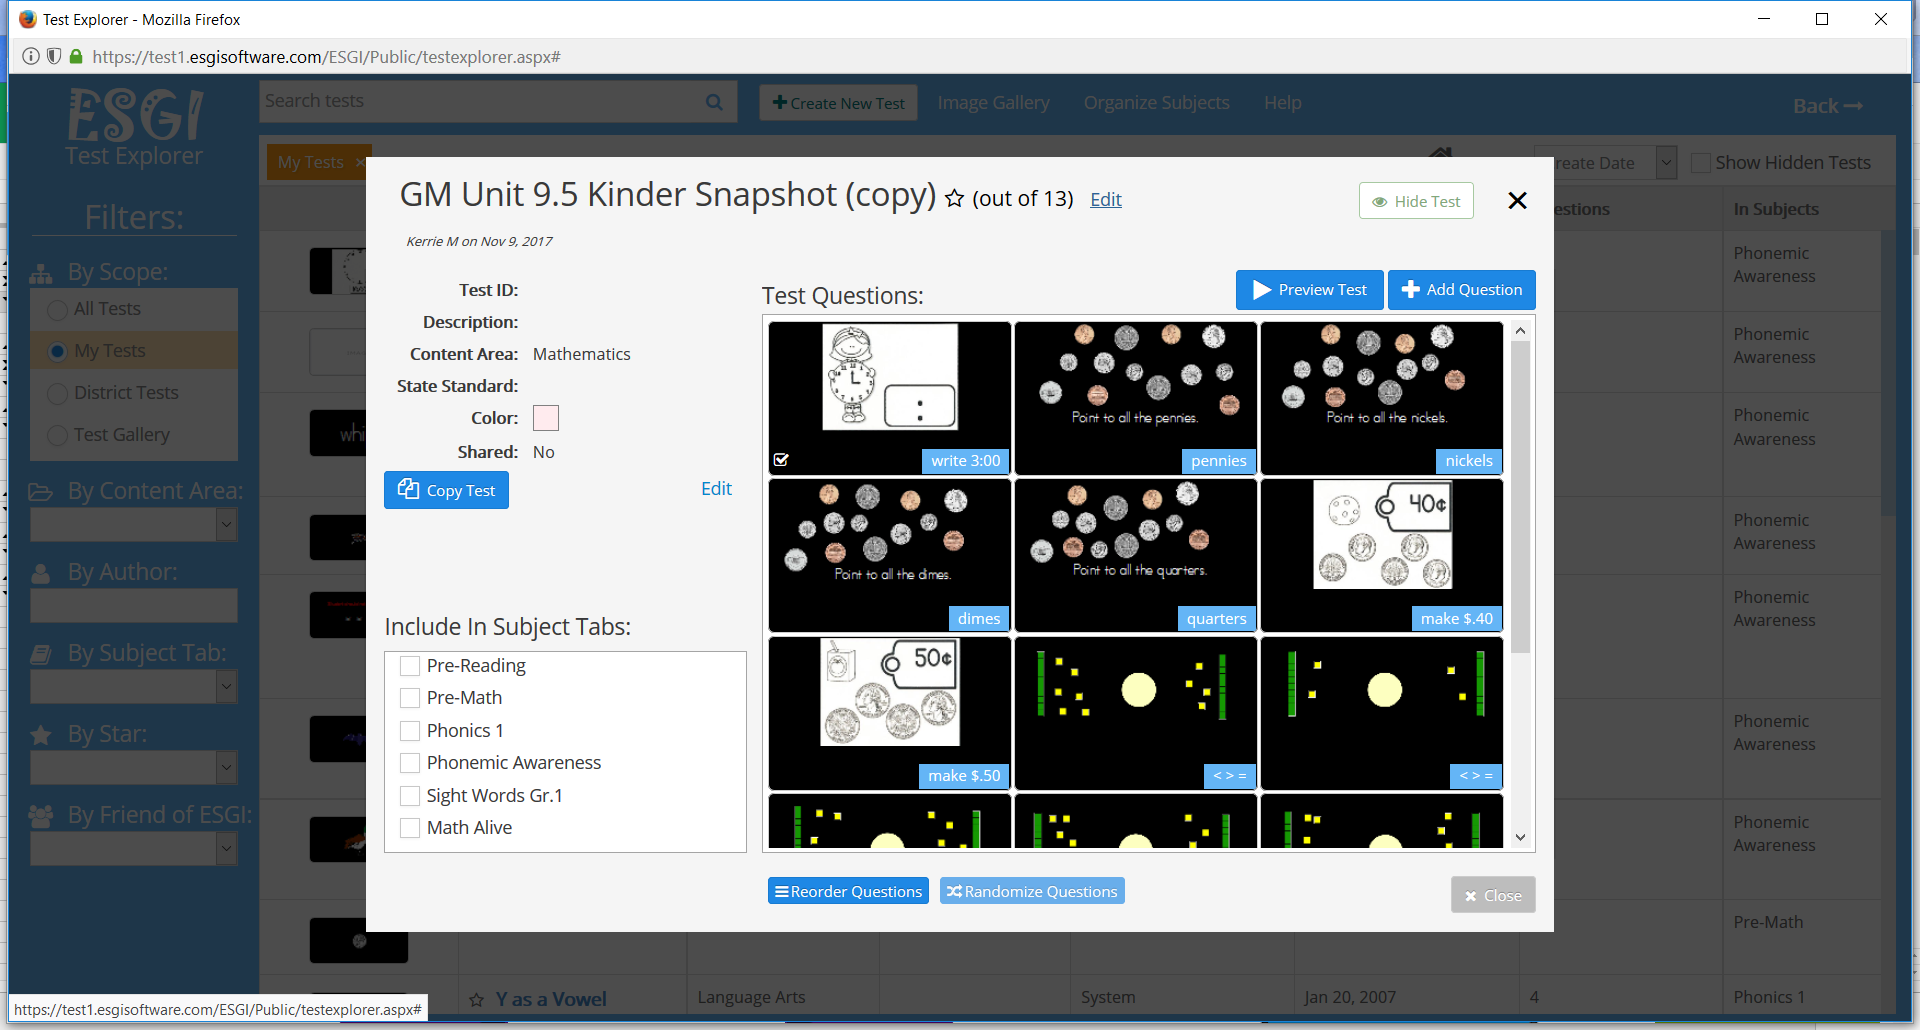 Test Explorer - Mozilla Firefox
https://test1.esgisoftware.com/ESGI/Public/testexplorer.aspx#
ESGI
Test Explorer
Search tests
Create New Test
Image Gallery
Organize Subjects
Help
Back
My Tests ×
reate Date
Show Hidden Tests
Filters:
By Scope:
All Tests
My Tests
District Tests
Test Gallery
By Content Area:
By Author:
By Subject Tab:
By Star:
By Friend of ESGI:
GM Unit 9.5 Kinder Snapshot (copy) (out of 13) Edit
Hide Test
Kerrie M on Nov 9, 2017
Test ID:
Description:
Content Area: Mathematics
State Standard:
Color:
Shared: No
Copy Test
Edit
Include In Subject Tabs:
Pre-Reading
Pre-Math
Phonics 1
Phonemic Awareness
Sight Words Gr.1
Math Alive
Test Questions:
Preview Test
Add Question
:
write 3:00
Point to all the pennies.
pennies
Point to all the nickels.
nickels
Point to all the dimes.
dimes
Point to all the quarters.
quarters
40¢
make $.40
50¢
make $.50
< > =
< > =
Reorder Questions
Randomize Questions
Close
estions
In Subjects
Phonemic
Awareness
Phonemic
Awareness
whi
Phonemic
Awareness
Phonemic
Awareness
Phonemic
Awareness
Phonemic
Awareness
Phonemic
Awareness
Pre-Math
Y as a Vowel
Language Arts
System
Jan 20, 2007
4
Phonics 1
https://test1.esgisoftware.com/ESGI/Public/testexplorer.aspx#